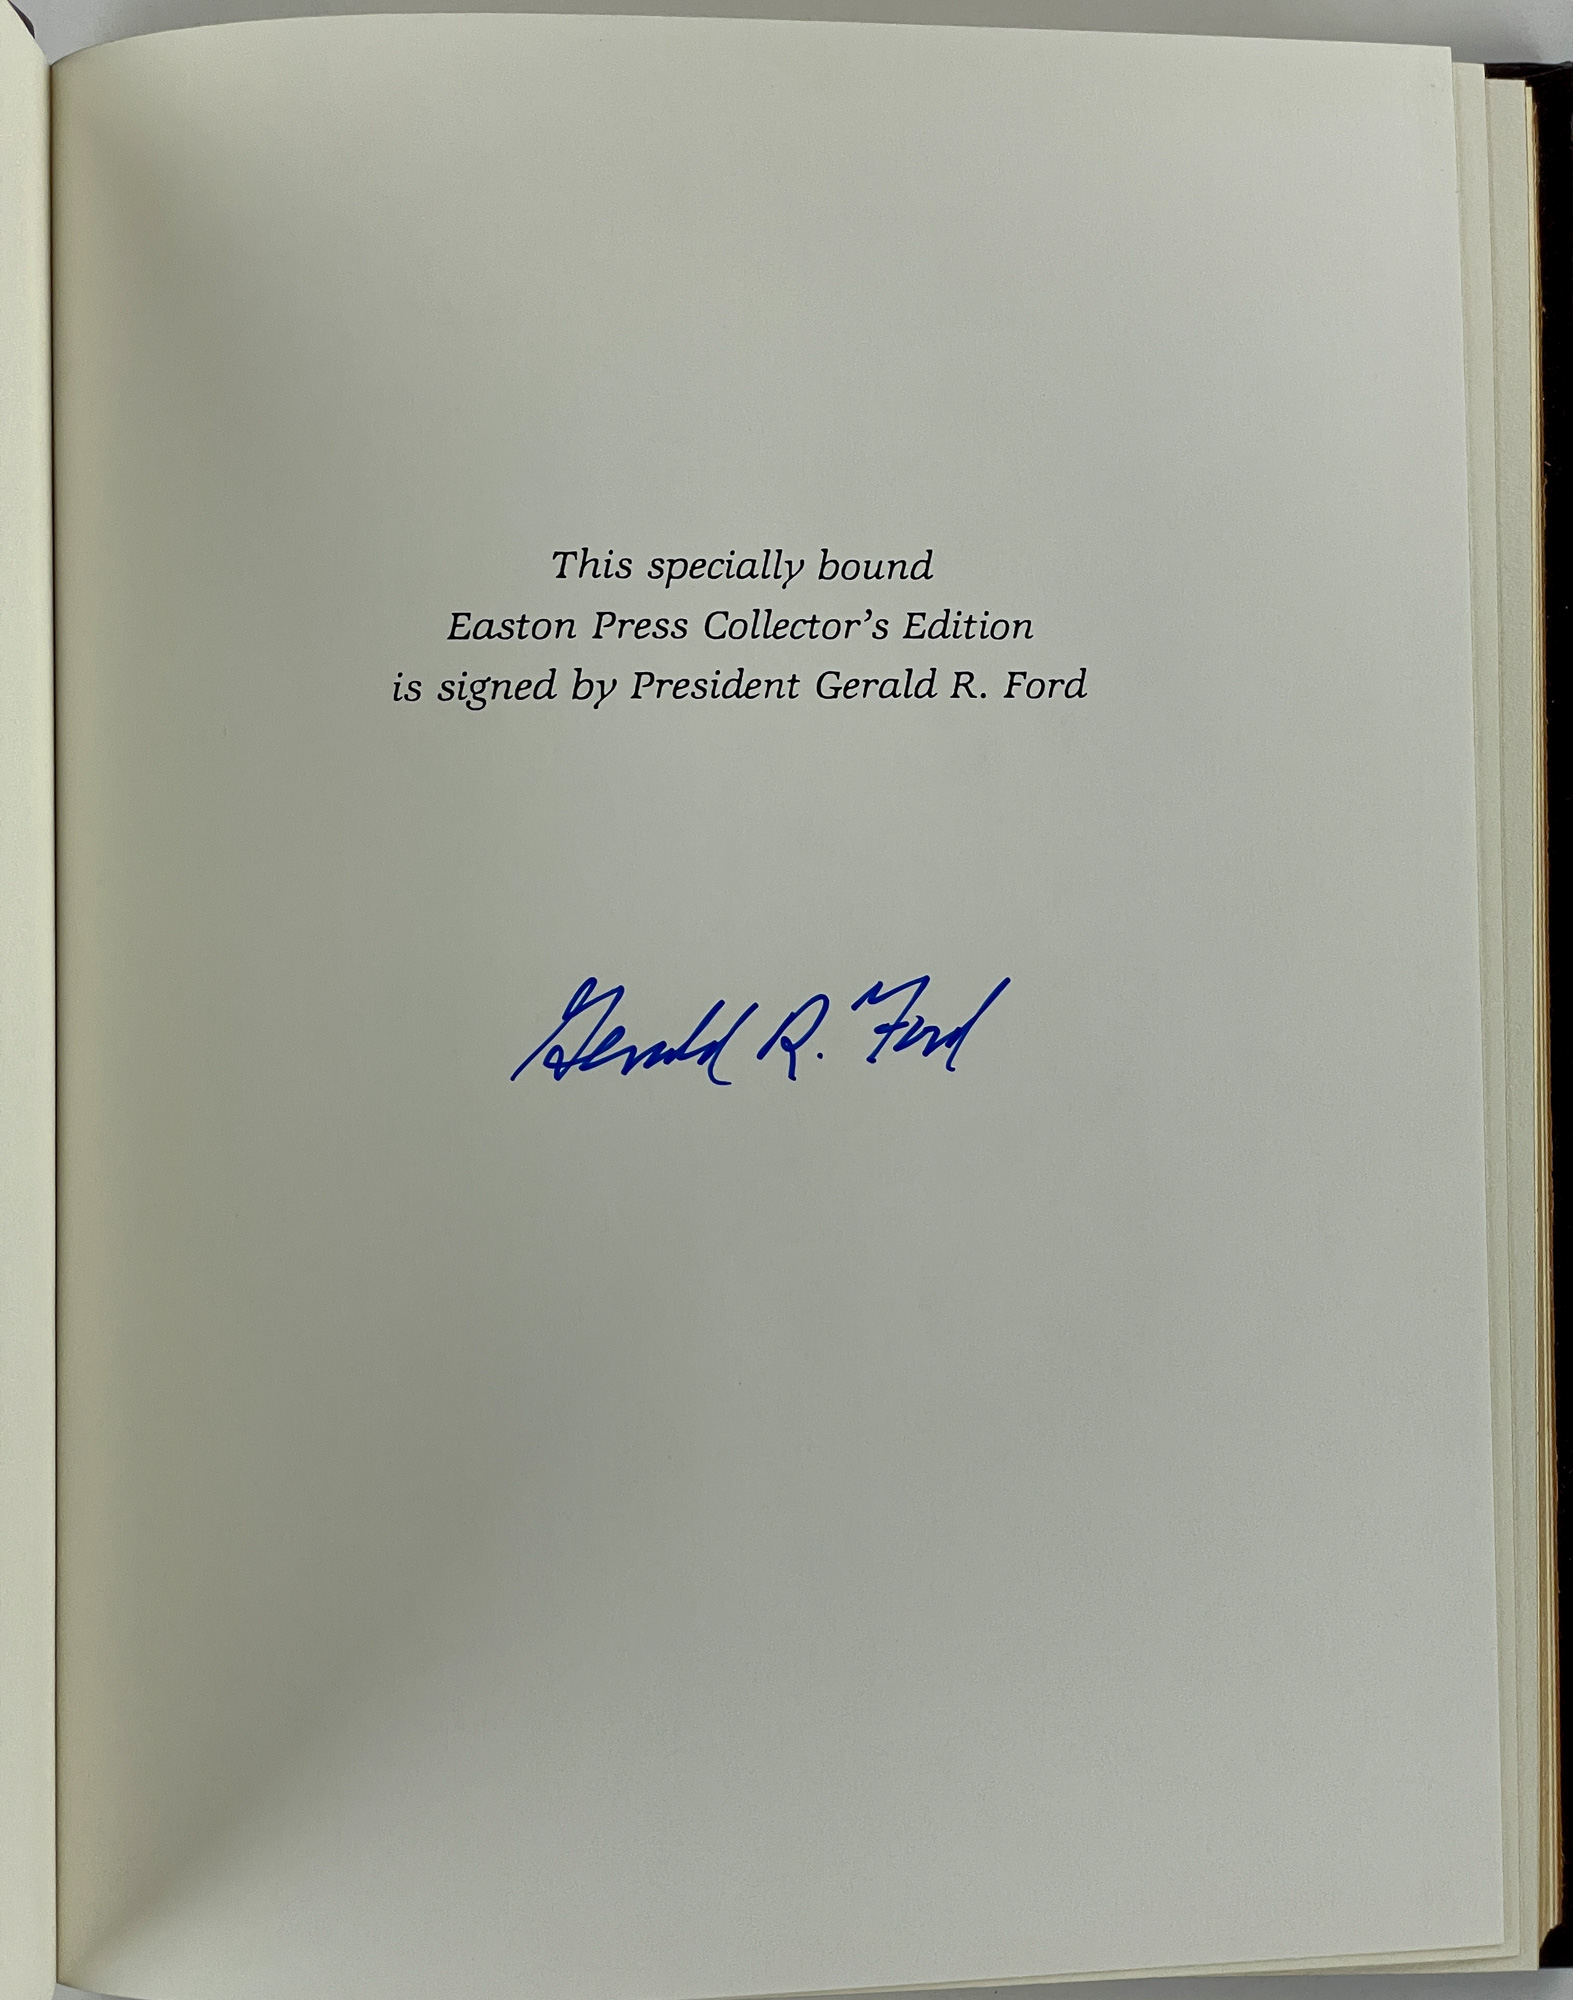 This specially bound
Easton Press Collector's Edition
is signed by President Gerald R. Ford
Gerald R. Ford